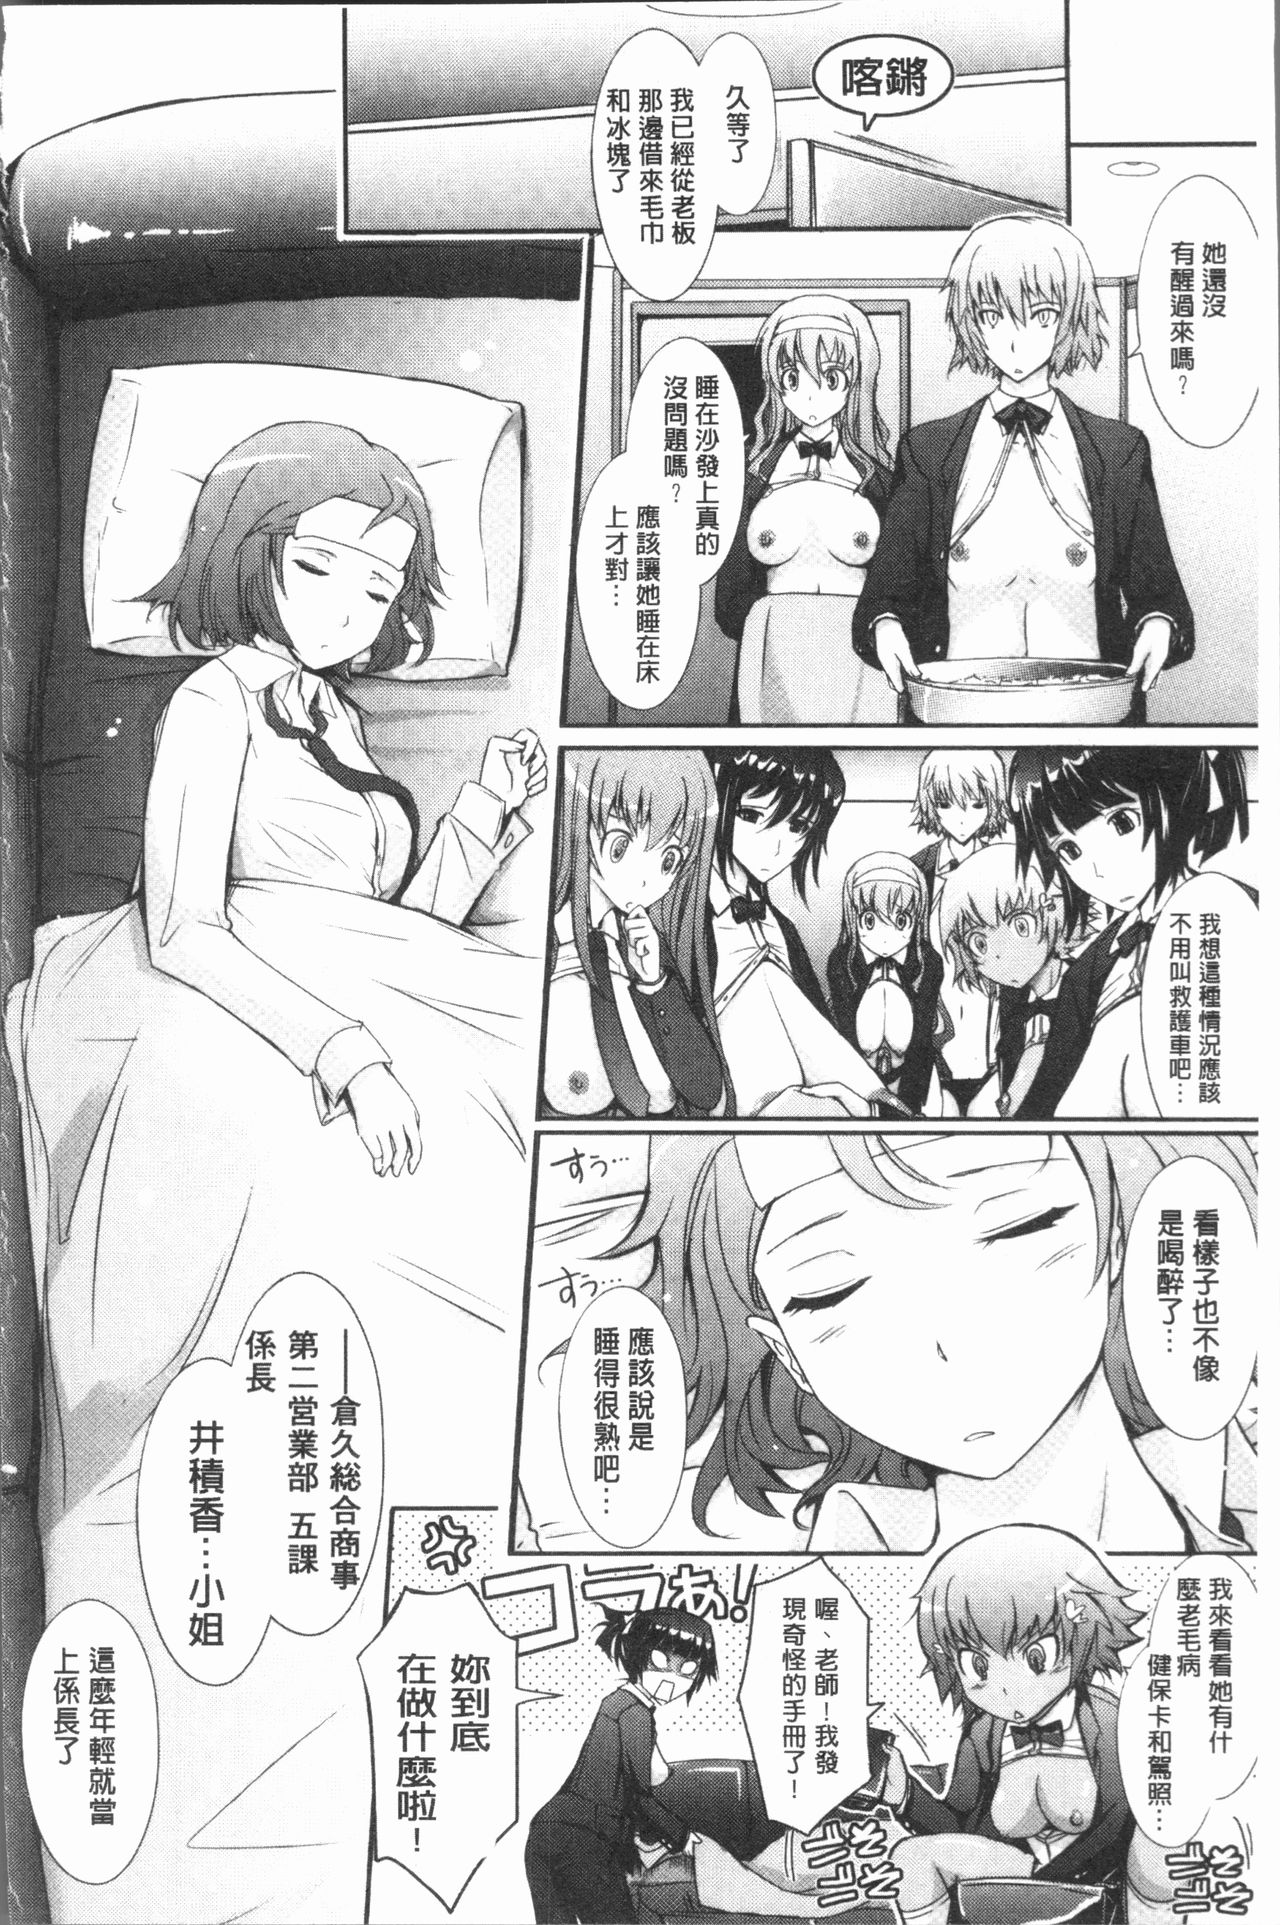 喀鏘
久等了
我已經從老板
那邊借來毛巾
和冰塊了
她還沒
有醒過來嗎?
睡在沙發上真的
沒問題嗎?
應該讓她睡在床
上才對…
我想這種情況應該
不用叫救護車吧…
看樣子也不像
是喝醉了…
すぅ…
すぅ…
應該說是
睡得很熟吧…
──倉久総合商事
第二営業部 五課
係長
井積香…小姐
這麼年輕就當
上係長了
我來看看她有什
麼老毛病
健保卡和駕照…
喔、老師!我發
現奇怪的手冊了!
コラぁ!
妳到底
在做什麼啦!